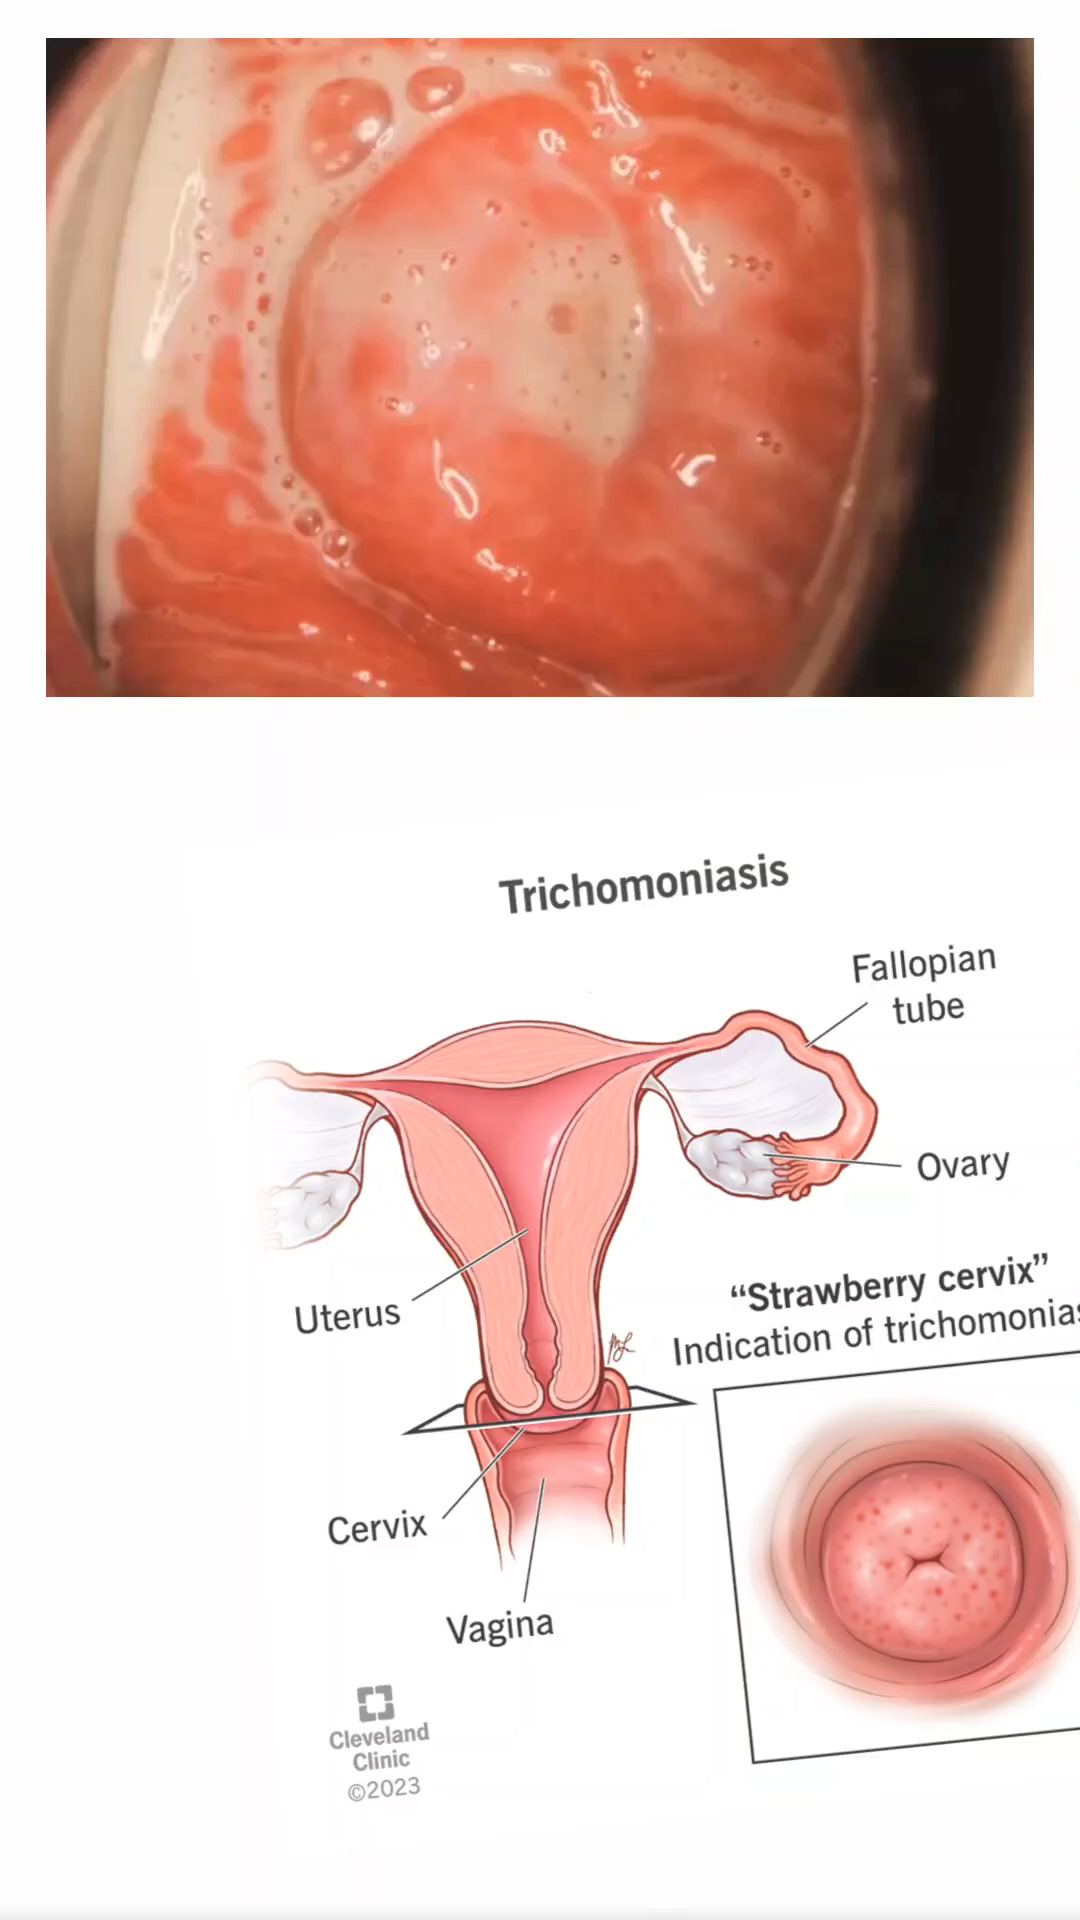 Trichomoniasis
Fallopian
tube
Ovary
Uterus
“Strawberry cervix”
Indication of trichomonias
Cervix
Vagina
Cleveland
Clinic
©2023